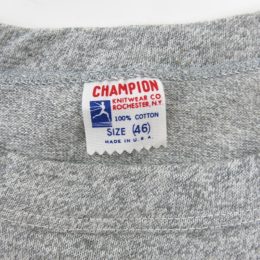 CHAMPION
KNITWEAR CO
ROCHESTER, N.Y
100% COTTON
SIZE (46)
MADE IN U.S.A.